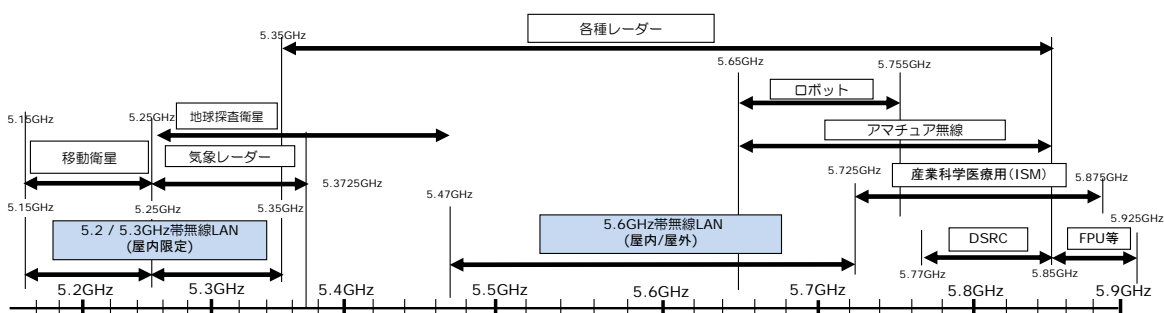 各種レーダー
5.35GHz
5.65GHz
5.755GHz
ロボット
5.15GHz
5.25GHz
地球探査衛星
アマチュア無線
移動衛星
気象レーダー
5.3725GHz
5.725GHz
産業科学医療用(ISM)
5.875GHz
5.15GHz
5.25GHz
5.35GHz
5.47GHz
5.925GHz
5.2 / 5.3GHz帯無線LAN
(屋内限定)
5.6GHz帯無線LAN
(屋内/屋外)
DSRC
FPU等
5.77GHz
5.85GHz
5.2GHz
5.3GHz
5.4GHz
5.5GHz
5.6GHz
5.7GHz
5.8GHz
5.9GHz